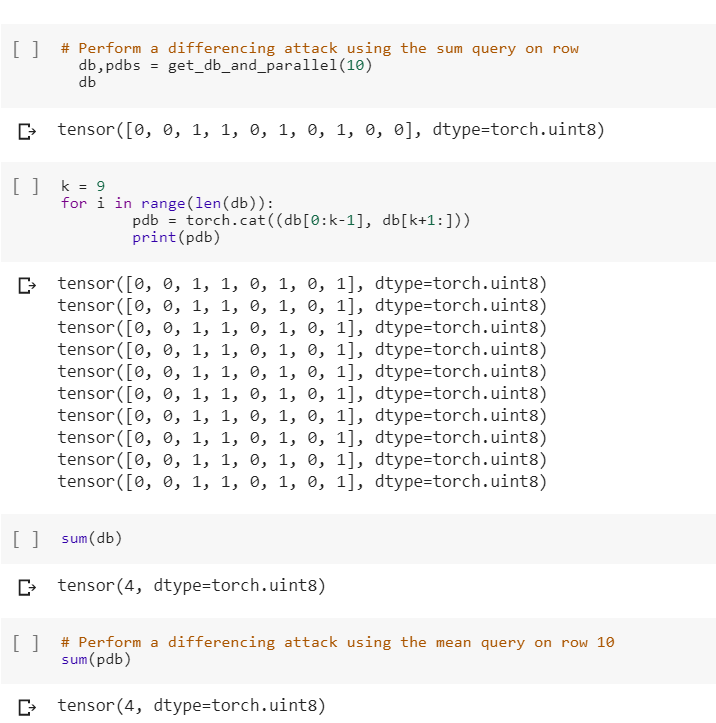 [ ] # Perform a differencing attack using the sum query on row
db,pdbs = get_db_and_parallel(10)
db
tensor([0, 0, 1, 1, 0, 1, 0, 1, 0, 0], dtype=torch.uint8)
[ ] k = 9
for i in range(len(db)):
pdb = torch.cat((db[0:k-1], db[k+1:]))
print(pdb)
tensor([0, 0, 1, 1, 0, 1, 0, 1], dtype=torch.uint8)
tensor([0, 0, 1, 1, 0, 1, 0, 1], dtype=torch.uint8)
tensor([0, 0, 1, 1, 0, 1, 0, 1], dtype=torch.uint8)
tensor([0, 0, 1, 1, 0, 1, 0, 1], dtype=torch.uint8)
tensor([0, 0, 1, 1, 0, 1, 0, 1], dtype=torch.uint8)
tensor([0, 0, 1, 1, 0, 1, 0, 1], dtype=torch.uint8)
tensor([0, 0, 1, 1, 0, 1, 0, 1], dtype=torch.uint8)
tensor([0, 0, 1, 1, 0, 1, 0, 1], dtype=torch.uint8)
tensor([0, 0, 1, 1, 0, 1, 0, 1], dtype=torch.uint8)
tensor([0, 0, 1, 1, 0, 1, 0, 1], dtype=torch.uint8)
[ ] sum(db)
tensor(4, dtype=torch.uint8)
[ ] # Perform a differencing attack using the mean query on row 10
sum(pdb)
tensor(4, dtype=torch.uint8)